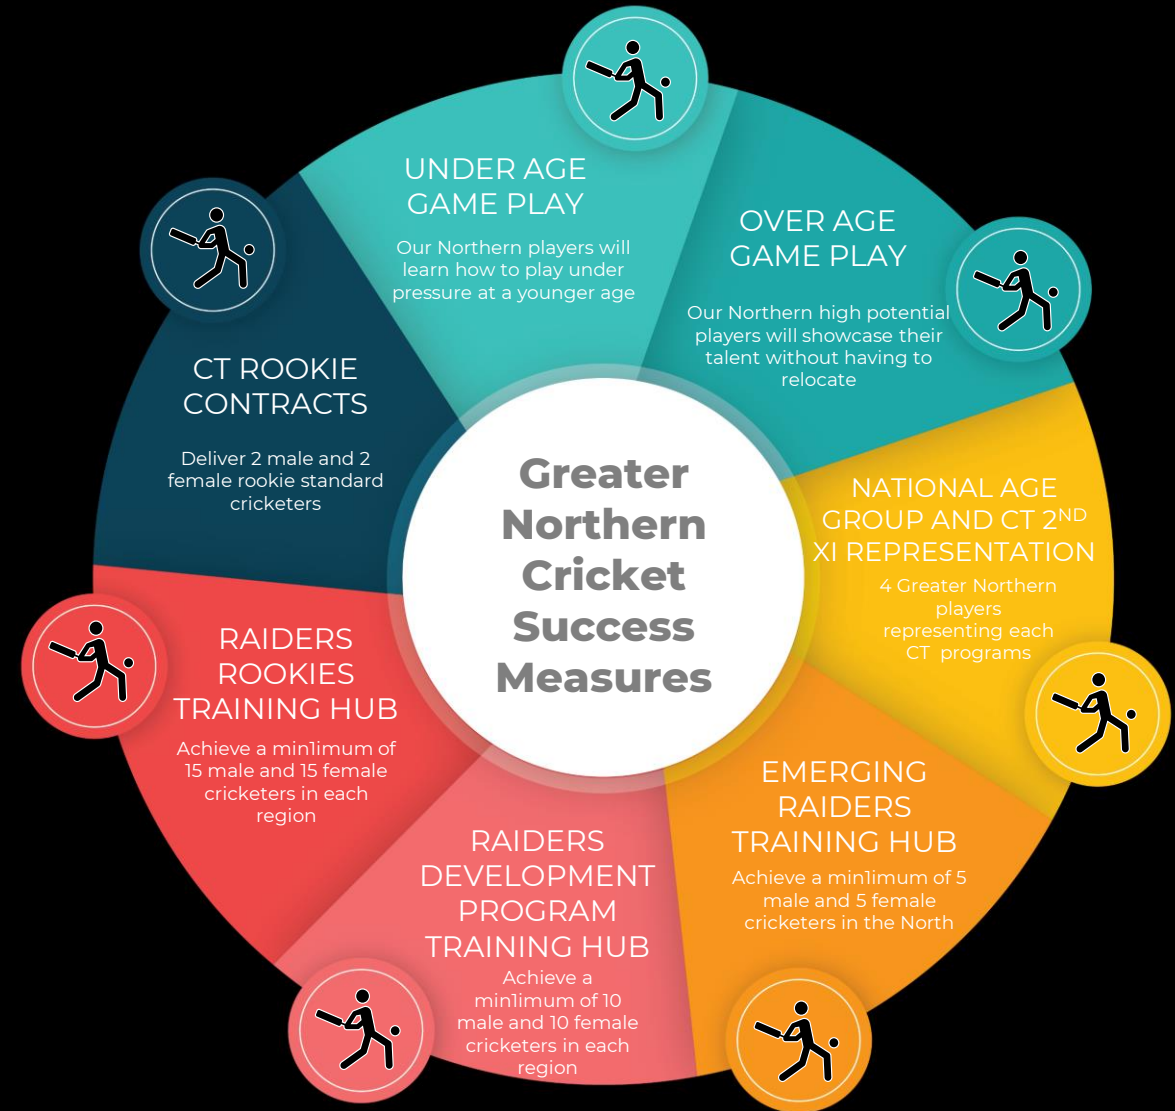 Greater
Northern
Cricket
Success
Measures
UNDER AGE
GAME PLAY
Our Northern players will
learn how to play under
pressure at a younger age
OVER AGE
GAME PLAY
Our Northern high potential
players will showcase their
talent without having to
relocate
NATIONAL AGE
GROUP AND CT 2ND
XI REPRESENTATION
4 Greater Northern
players
representing each
CT programs
EMERGING
RAIDERS
TRAINING HUB
Achieve a min1imum of 5
male and 5 female
cricketers in the North
RAIDERS
DEVELOPMENT
PROGRAM
TRAINING HUB
Achieve a
min1imum of 10
male and 10 female
cricketers in each
region
RAIDERS
ROOKIES
TRAINING HUB
Achieve a min1imum of
15 male and 15 female
cricketers in each
region
CT ROOKIE
CONTRACTS
Deliver 2 male and 2
female rookie standard
cricketers